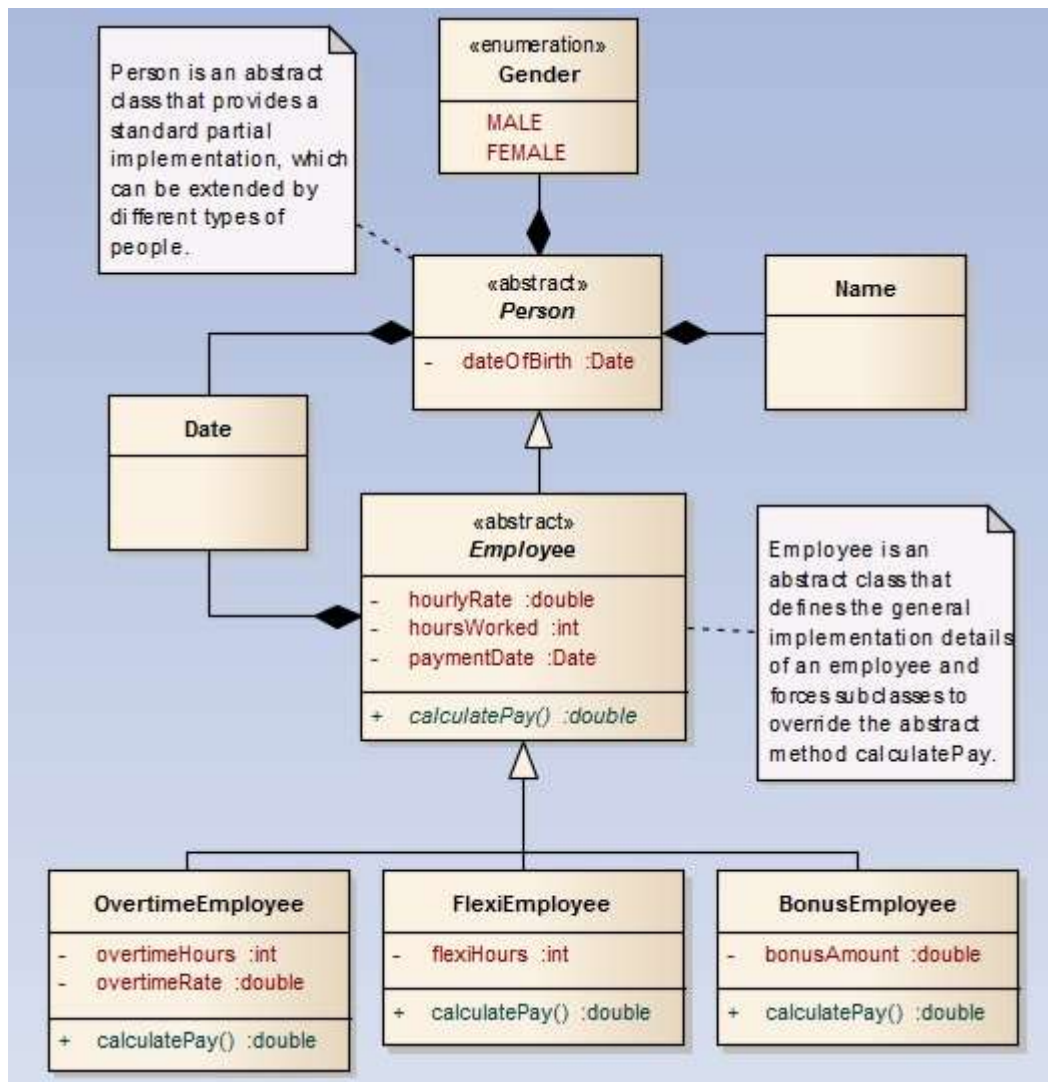 Person is an abstract
class that provides a
standard partial
implementation, which
can be extended by
different types of
people.
«enumeration»
Gender
MALE
FEMALE
«abstract»
Person
- dateOfBirth :Date
Name
Date
«abstract»
Employee
- hourlyRate :double
- hoursWorked :int
- paymentDate :Date
+ calculatePay() :double
Employee is an
abstract class that
defines the general
implementation details
of an employee and
forces subclasses to
override the abstract
method calculatePay.
OvertimeEmployee
- overtimeHours :int
- overtimeRate :double
+ calculatePay() :double
FlexiEmployee
- flexiHours :int
+ calculatePay() :double
BonusEmployee
- bonusAmount :double
+ calculatePay() :double